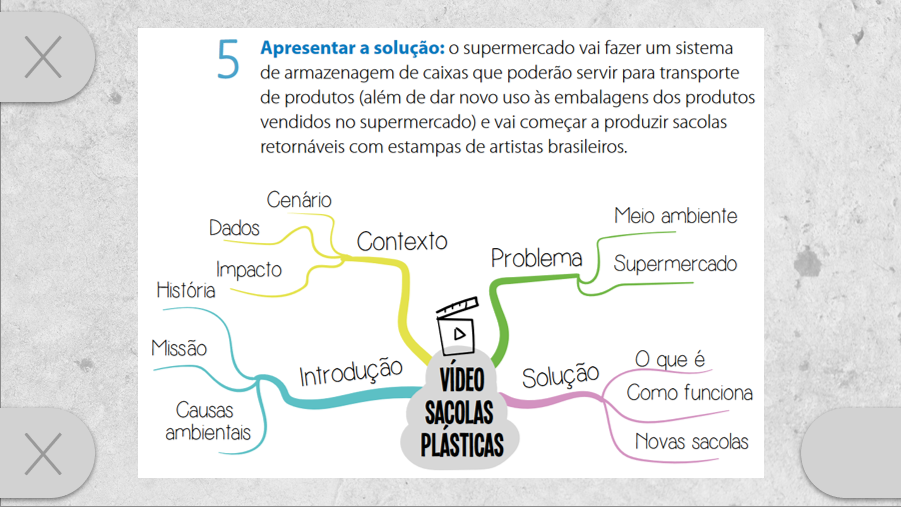 5
Apresentar a solução: o supermercado vai fazer um sistema
de armazenagem de caixas que poderão servir para transporte
de produtos (além de dar novo uso às embalagens dos produtos
vendidos no supermercado) e vai começar a produzir sacolas
retornáveis com estampas de artistas brasileiros.
Cenário
Dados
Contexto
Impacto
História
Missão
Introdução
Causas
ambientais
Meio ambiente
Problema
Supermercado
O que é
Solução
Como funciona
Novas sacolas
VÍDEO
SACOLAS
PLÁSTICAS